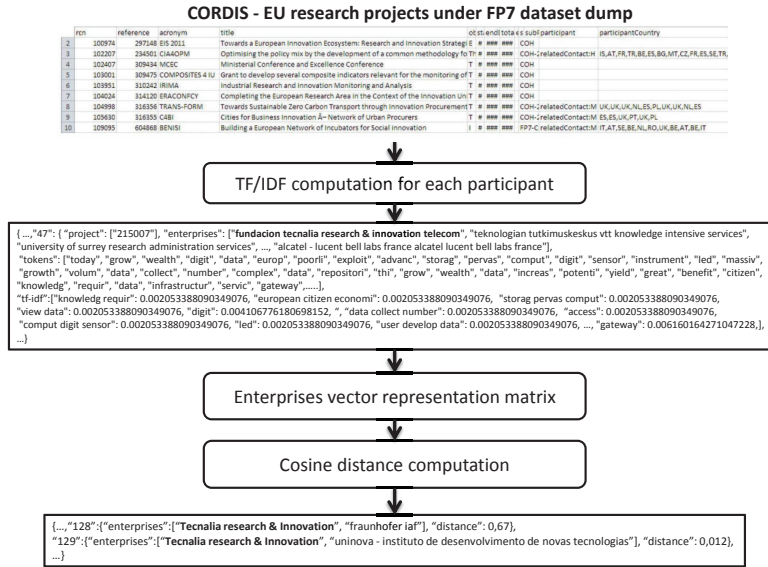 CORDIS - EU research projects under FP7 dataset dump
rcn reference acronym title
2 100974 297148 EIS 2011 Towards a European Innovation Ecosystem: Research and Innovation Strategi E # ### ### COH
3 102207 234501 CIA4OPM Optimising the policy mix by the development of a common methodology fo COH relatedContact:H IS,AT,FR,TR,BE,ES,BG,MT,CZ,FR,ES,SE,TR,
4 102407 309434 MCEC Ministerial Conference and Excellence Conference T # ### ### COH
5 103001 309475 COMPOSITES 4 IU Grant to develop several composite indicators relevant for the monitoring of T # ### ### COH
6 103951 310242 IRIMA Industrial Research and Innovation Monitoring and Analysis T # ### ### COH
7 104024 314120 ERACONFCY Completing the European Research Area in the Context of the Innovation Uni T # ### ### COH
8 104998 316356 TRANS-FORM Towards Sustainable Zero Carbon Transport through Innovation Procurement T # ### ### relatedContact:M UK,UK,UK,NL,ES,PL,UK,UK,NL,ES
9 105630 316355 C4BI Cities for Business Innovation Â– Network of Urban Procurers T # ### ### relatedContact:M ES,ES,UK,PT,UK,PL
10 109095 604868 BENISI Building a European Network of Incubators for Social Innovation I # ### ### FP7-C relatedContact:M IT,AT,SE,BE,NL,RO,UK,BE,AT,BE,IT
TF/IDF computation for each participant
{ …,"47": { "project": ["215007"], "enterprises": ["fundacion tecnalia research & innovation telecom", "teknologian tutkimuskeskus vtt knowledge intensive services",
"university of surrey research administration services", …, "alcatel - lucent bell labs france alcatel lucent bell labs france"],
"tokens": ["today", "grow", "wealth", "digit", "data", "europ", "poorli", "exploit", "advanc", "storag", "pervas", "comput", "digit", "sensor", "instrument", "led", "massiv",
"growth", "volum", "data", "collect", "number", "complex", "data", "repositori", "thi", "grow", "wealth", "data", "increas", "potenti", "yield", "great", "benefit", "citizen",
"knowledg", "requir", "data", "infrastructur", "servic", "gateway",…..],
"tf-idf":["knowledg requir": 0.002053388090349076, "european citizen economi": 0.002053388090349076, "storag pervas comput": 0.002053388090349076,
"view data": 0.002053388090349076, "digit": 0.004106776180698152, ", "data collect number": 0.002053388090349076, "access": 0.002053388090349076,
"comput digit sensor": 0.002053388090349076, "led": 0.002053388090349076, "user develop data": 0.002053388090349076, …, "gateway": 0.006160164271047228,],
…}
Enterprises vector representation matrix
Cosine distance computation
{…,"128":{"enterprises":["Tecnalia research & Innovation", "fraunhofer iaf"], "distance": 0,67},
"129":{"enterprises":["Tecnalia research & Innovation", "uninova - instituto de desenvolvimento de novas tecnologias"], "distance": 0,012},
…}